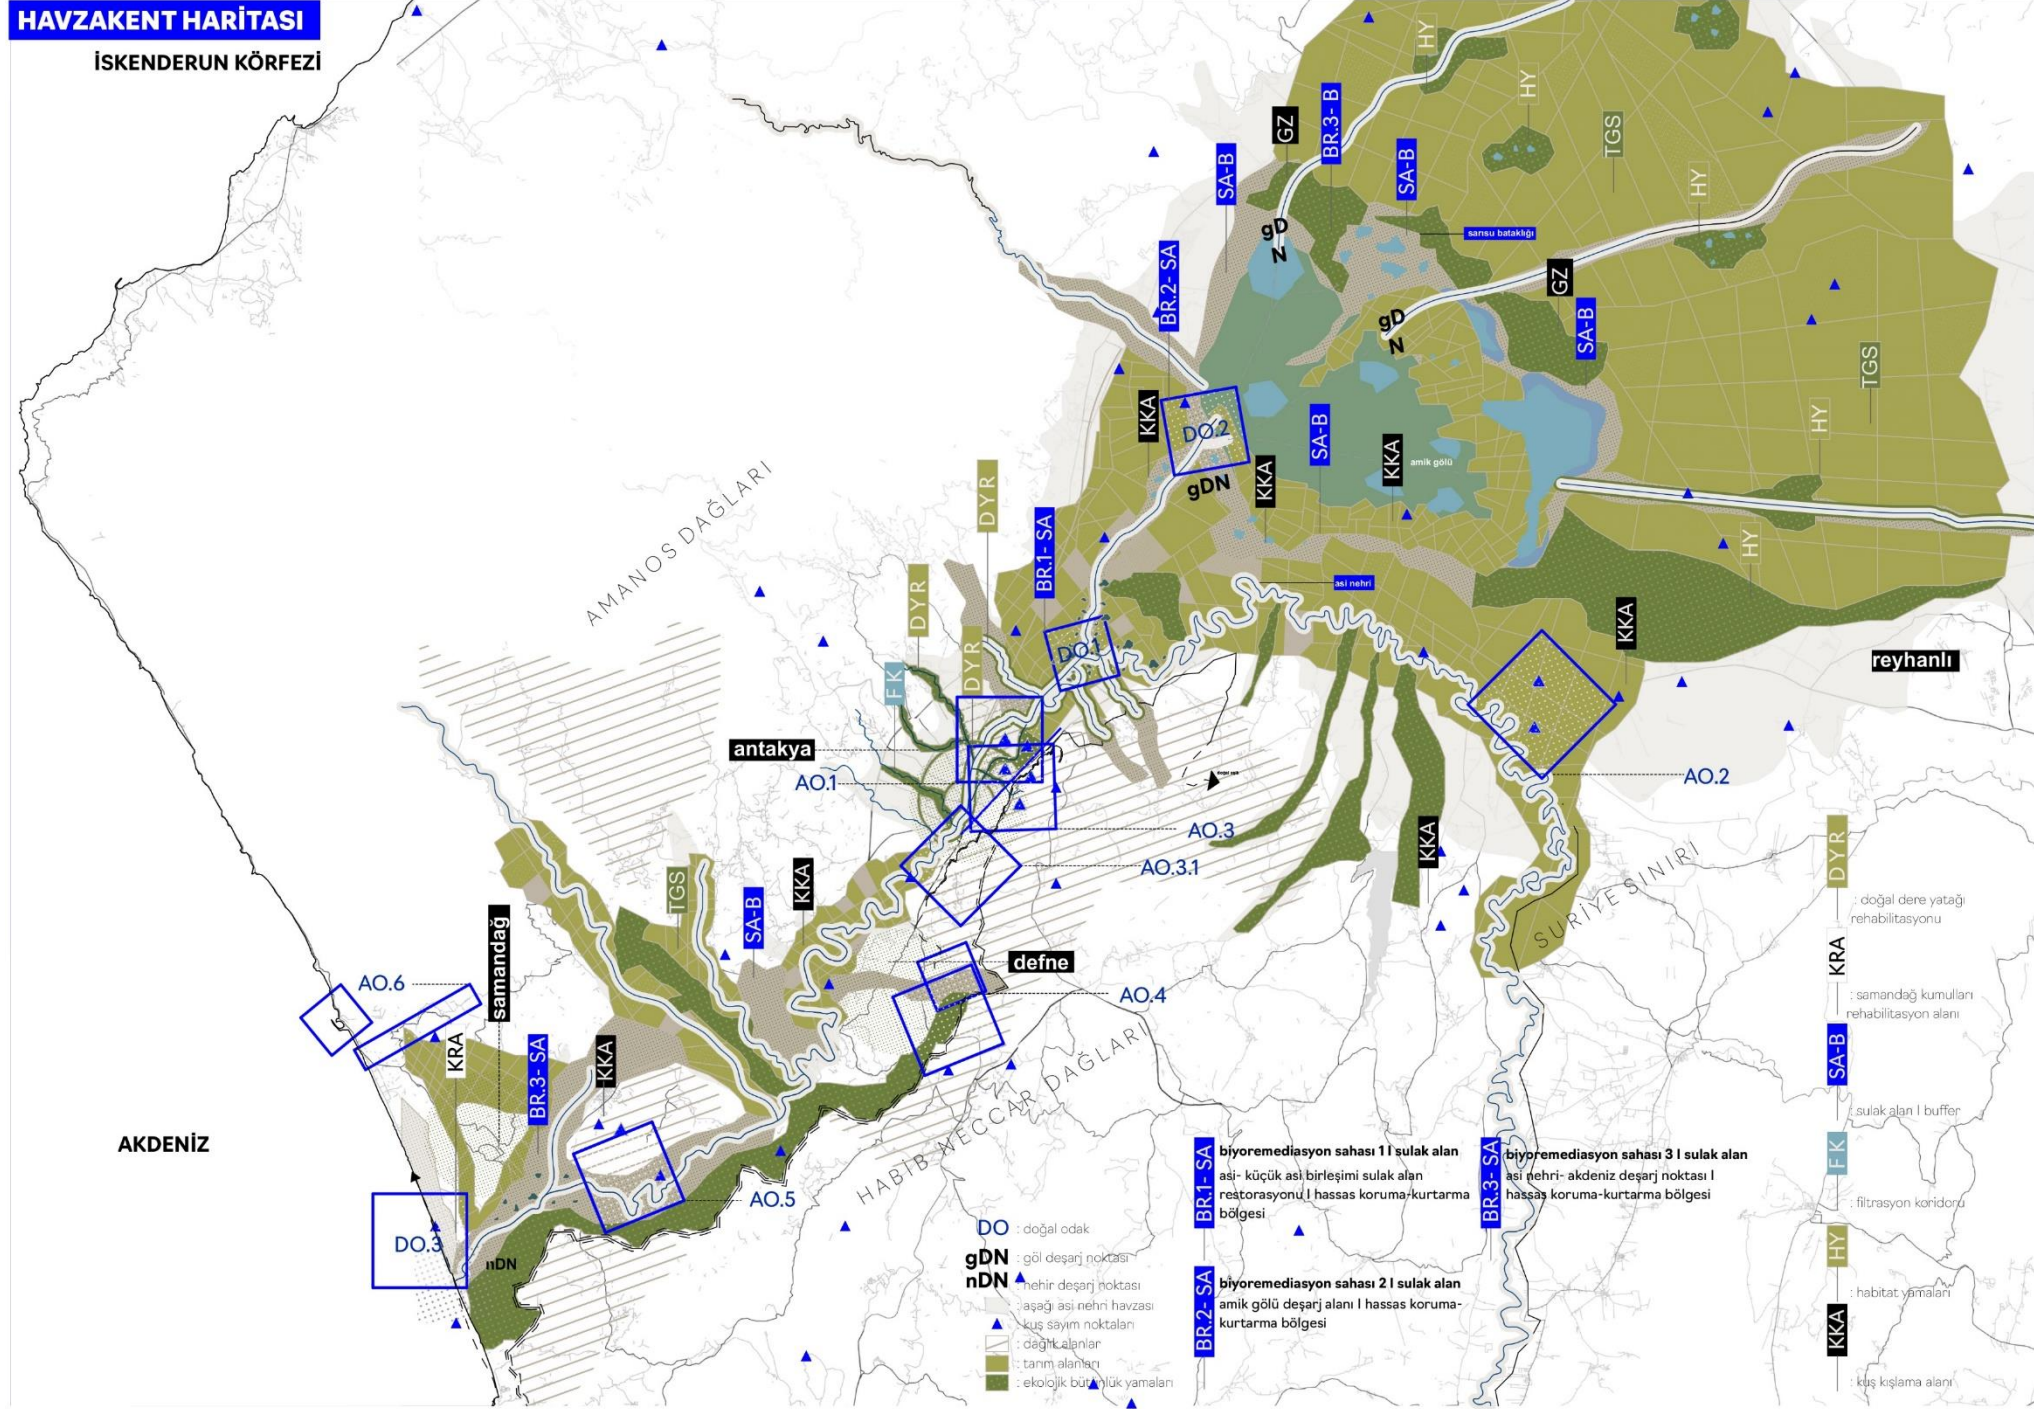 HAVZAKENT HARİTASI
İSKENDERUN KÖRFEZİ
HY
HY
TGS
HY
GZ
BR.3- B
SA-B
SA-B
gD
N
sarısu bataklığı
BR.2- SA
GZ
SA-B
gD
N
TGS
HY
KKA
DO.2
SA-B
KKA
amik gölü
KKA
gDN
AMANOS DAĞLARI
DYR
BR.1- SA
HY
asi nehri
DYR
DYR
FK
DO.1
KKA
reyhanlı
antakya
AO.1
AO.2
AO.3
AO.3.1
KKA
SURİYE SINIRI
TGS
KKA
SA-B
samandağ
defne
AO.6
AO.4
KRA
BR.3- SA
KKA
HABİB NECCAR DAĞLARI
AKDENİZ
AO.5
DO.3
nDN
DO : doğal odak
gDN : göl deşarj noktası
nDN : nehir deşarj noktası
: aşağı asi nehri havzası
: kuş sayım noktaları
: dağlık alanlar
: tarım alanları
: ekolojik bütünlük yamaları
BR.1- SA
biyoremediasyon sahası 1 I sulak alan
asi- küçük asi birleşimi sulak alan
restorasyonu I hassas koruma-kurtarma
bölgesi
BR.2- SA
biyoremediasyon sahası 2 I sulak alan
amik gölü deşarj alanı I hassas koruma-
kurtarma bölgesi
BR.3- SA
biyoremediasyon sahası 3 I sulak alan
asi nehri- akdeniz deşarj noktası I
hassas koruma-kurtarma bölgesi
DYR
: doğal dere yatağı
rehabilitasyonu
KRA
: samandağ kumulları
rehabilitasyon alanı
SA-B
: sulak alan I buffer
FK
: filtrasyon koridoru
HY
: habitat yamaları
KKA
: kuş kışlama alanı